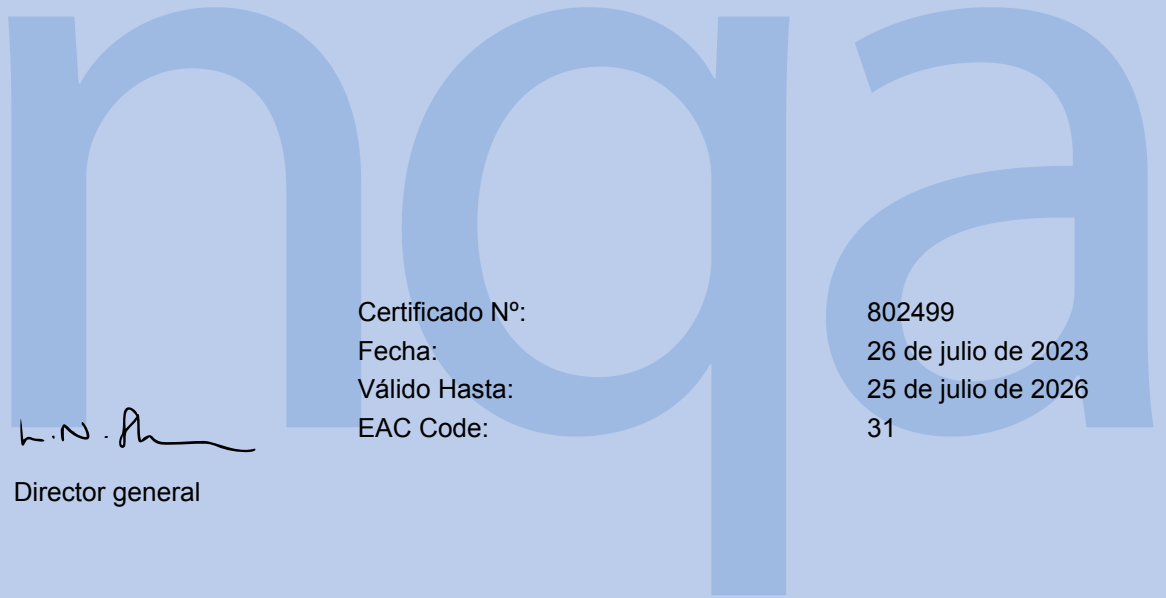 nqa
Certificado Nº: 802499
Fecha: 26 de julio de 2023
Válido Hasta: 25 de julio de 2026
EAC Code: 31
L.N.
Director general